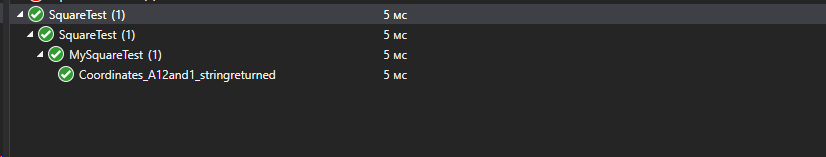 SquareTest (1) 5 мс
SquareTest (1) 5 мс
MySquareTest (1) 5 мс
Coordinates_A12and1_stringreturned 5 мс